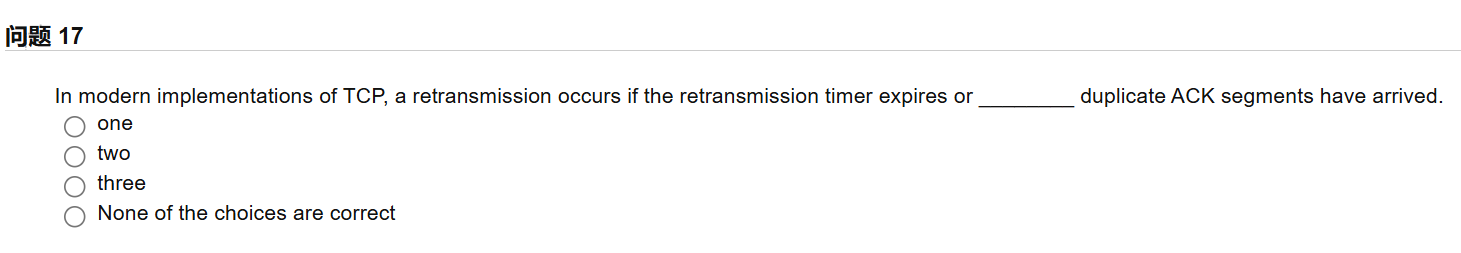 问题 17
In modern implementations of TCP, a retransmission occurs if the retransmission timer expires or ________ duplicate ACK segments have arrived.
one
two
three
None of the choices are correct